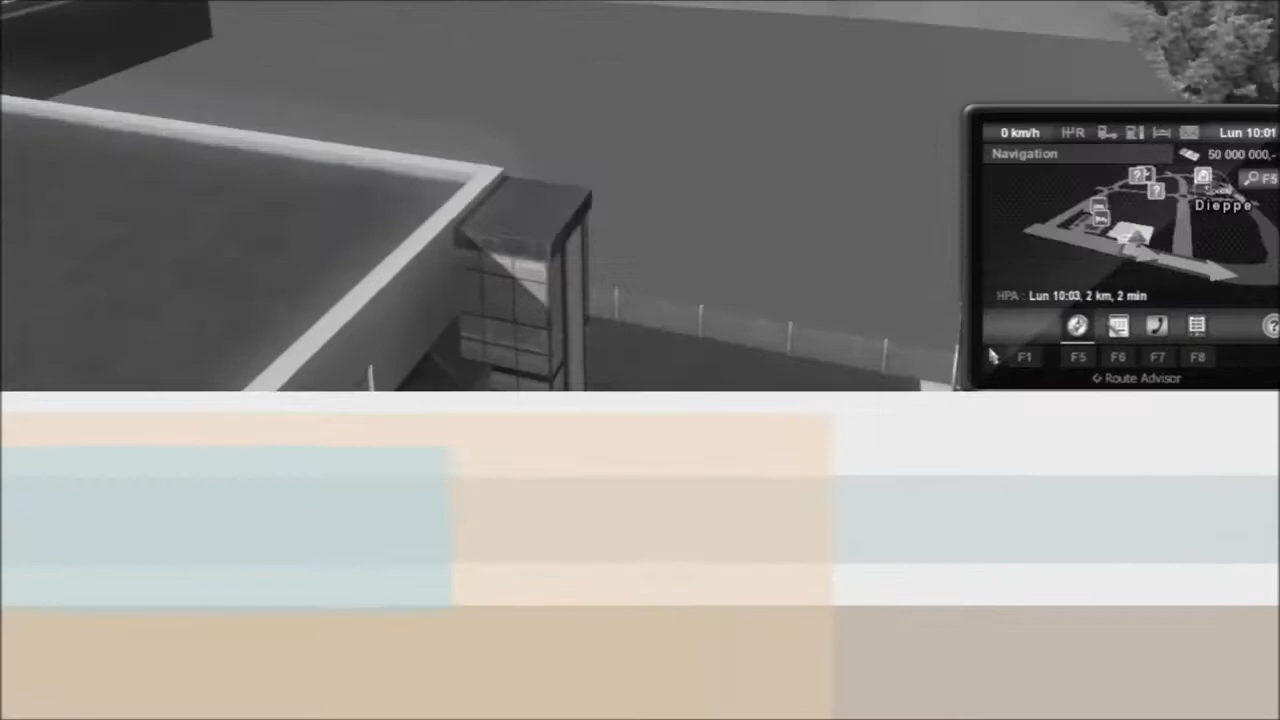 0 km/h R Lun 10:01
Navigation 50 000 000,-
? ? F5
Dieppe
HPA : Lun 10:03, 2 km, 2 min
?
F1 F5 F6 F7 F8
Route Advisor